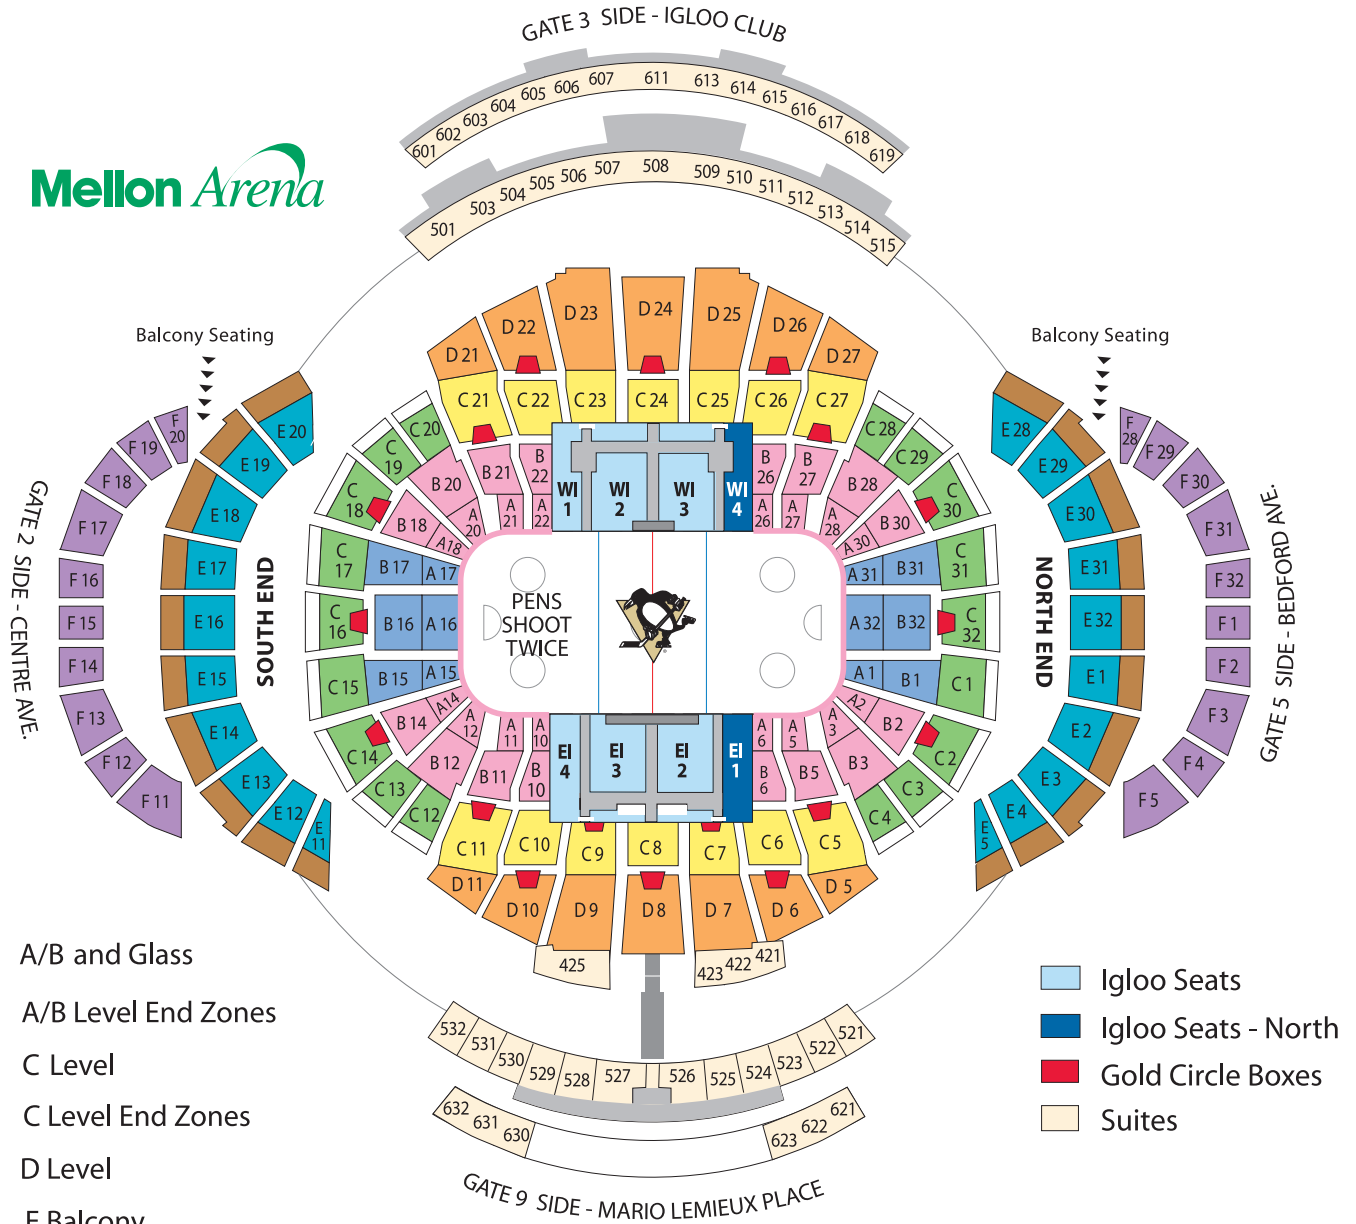 GATE 3 SIDE - IGLOO CLUB
601 602 603 604 605 606 607 611 613 614 615 616 617 618 619
501 503 504 505 506 507 508 509 510 511 512 513 514 515
Mellon Arena
Balcony Seating
Balcony Seating
D 21 D 22 D 23 D 24 D 25 D 26 D 27
C 21 C 22 C 23 C 24 C 25 C 26 C 27
C 18 C 19 C 20 C 28 C 29 C 30
B 18 B 20 B 21 B 22 B 26 B 27 B 28 B 30
A18 A 20 A 21 A 22 A 26 A 27 A 28 A 30
WI 1 WI 2 WI 3 WI 4
F 20 F 19 F 18 F 17 F 16 F 15 F 14 F 13 F 12 F 11
E 20 E 19 E 18 E 17 E 16 E 15 E 14 E 13 E 12 E 11
GATE 2 SIDE - CENTRE AVE.
SOUTH END
C 17 B 17 A 17
C 16 B 16 A 16
C 15 B 15 A 15
PENS
SHOOT
TWICE
A 31 B 31 C 31
A 32 B 32 C 32
A 1 B 1 C 1
NORTH END
E 28 E 29 E 30 E 31 E 32 E 1 E 2 E 3 E 4 E 5
F 28 F 29 F 30 F 31 F 32 F 1 F 2 F 3 F 4 F 5
GATE 5 SIDE - BEDFORD AVE.
EI 4 EI 3 EI 2 EI 1
A14 A 12 A 11 A 10 A 6 A 5 A 3 A2
B 14 B 12 B 11 B 10 B 6 B 5 B 3 B 2
C 14 C 13 C 12 C 4 C 3 C 2
C 11 C 10 C 9 C 8 C 7 C 6 C 5
D 11 D 10 D 9 D 8 D 7 D 6 D 5
425 423 422 421
532 531 530 529 528 527 526 525 524 523 522 521
632 631 630 623 622 621
GATE 9 SIDE - MARIO LEMIEUX PLACE
A/B and Glass
A/B Level End Zones
C Level
C Level End Zones
D Level
E Balcony
Igloo Seats
Igloo Seats - North
Gold Circle Boxes
Suites